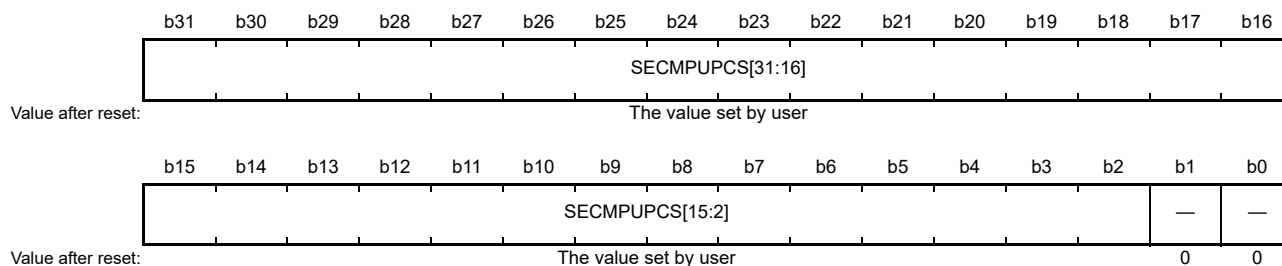 b31 b30 b29 b28 b27 b26 b25 b24 b23 b22 b21 b20 b19 b18 b17 b16
SECMPUPCS[31:16]
Value after reset: The value set by user
b15 b14 b13 b12 b11 b10 b9 b8 b7 b6 b5 b4 b3 b2 b1 b0
SECMPUPCS[15:2] — —
Value after reset: The value set by user 0 0